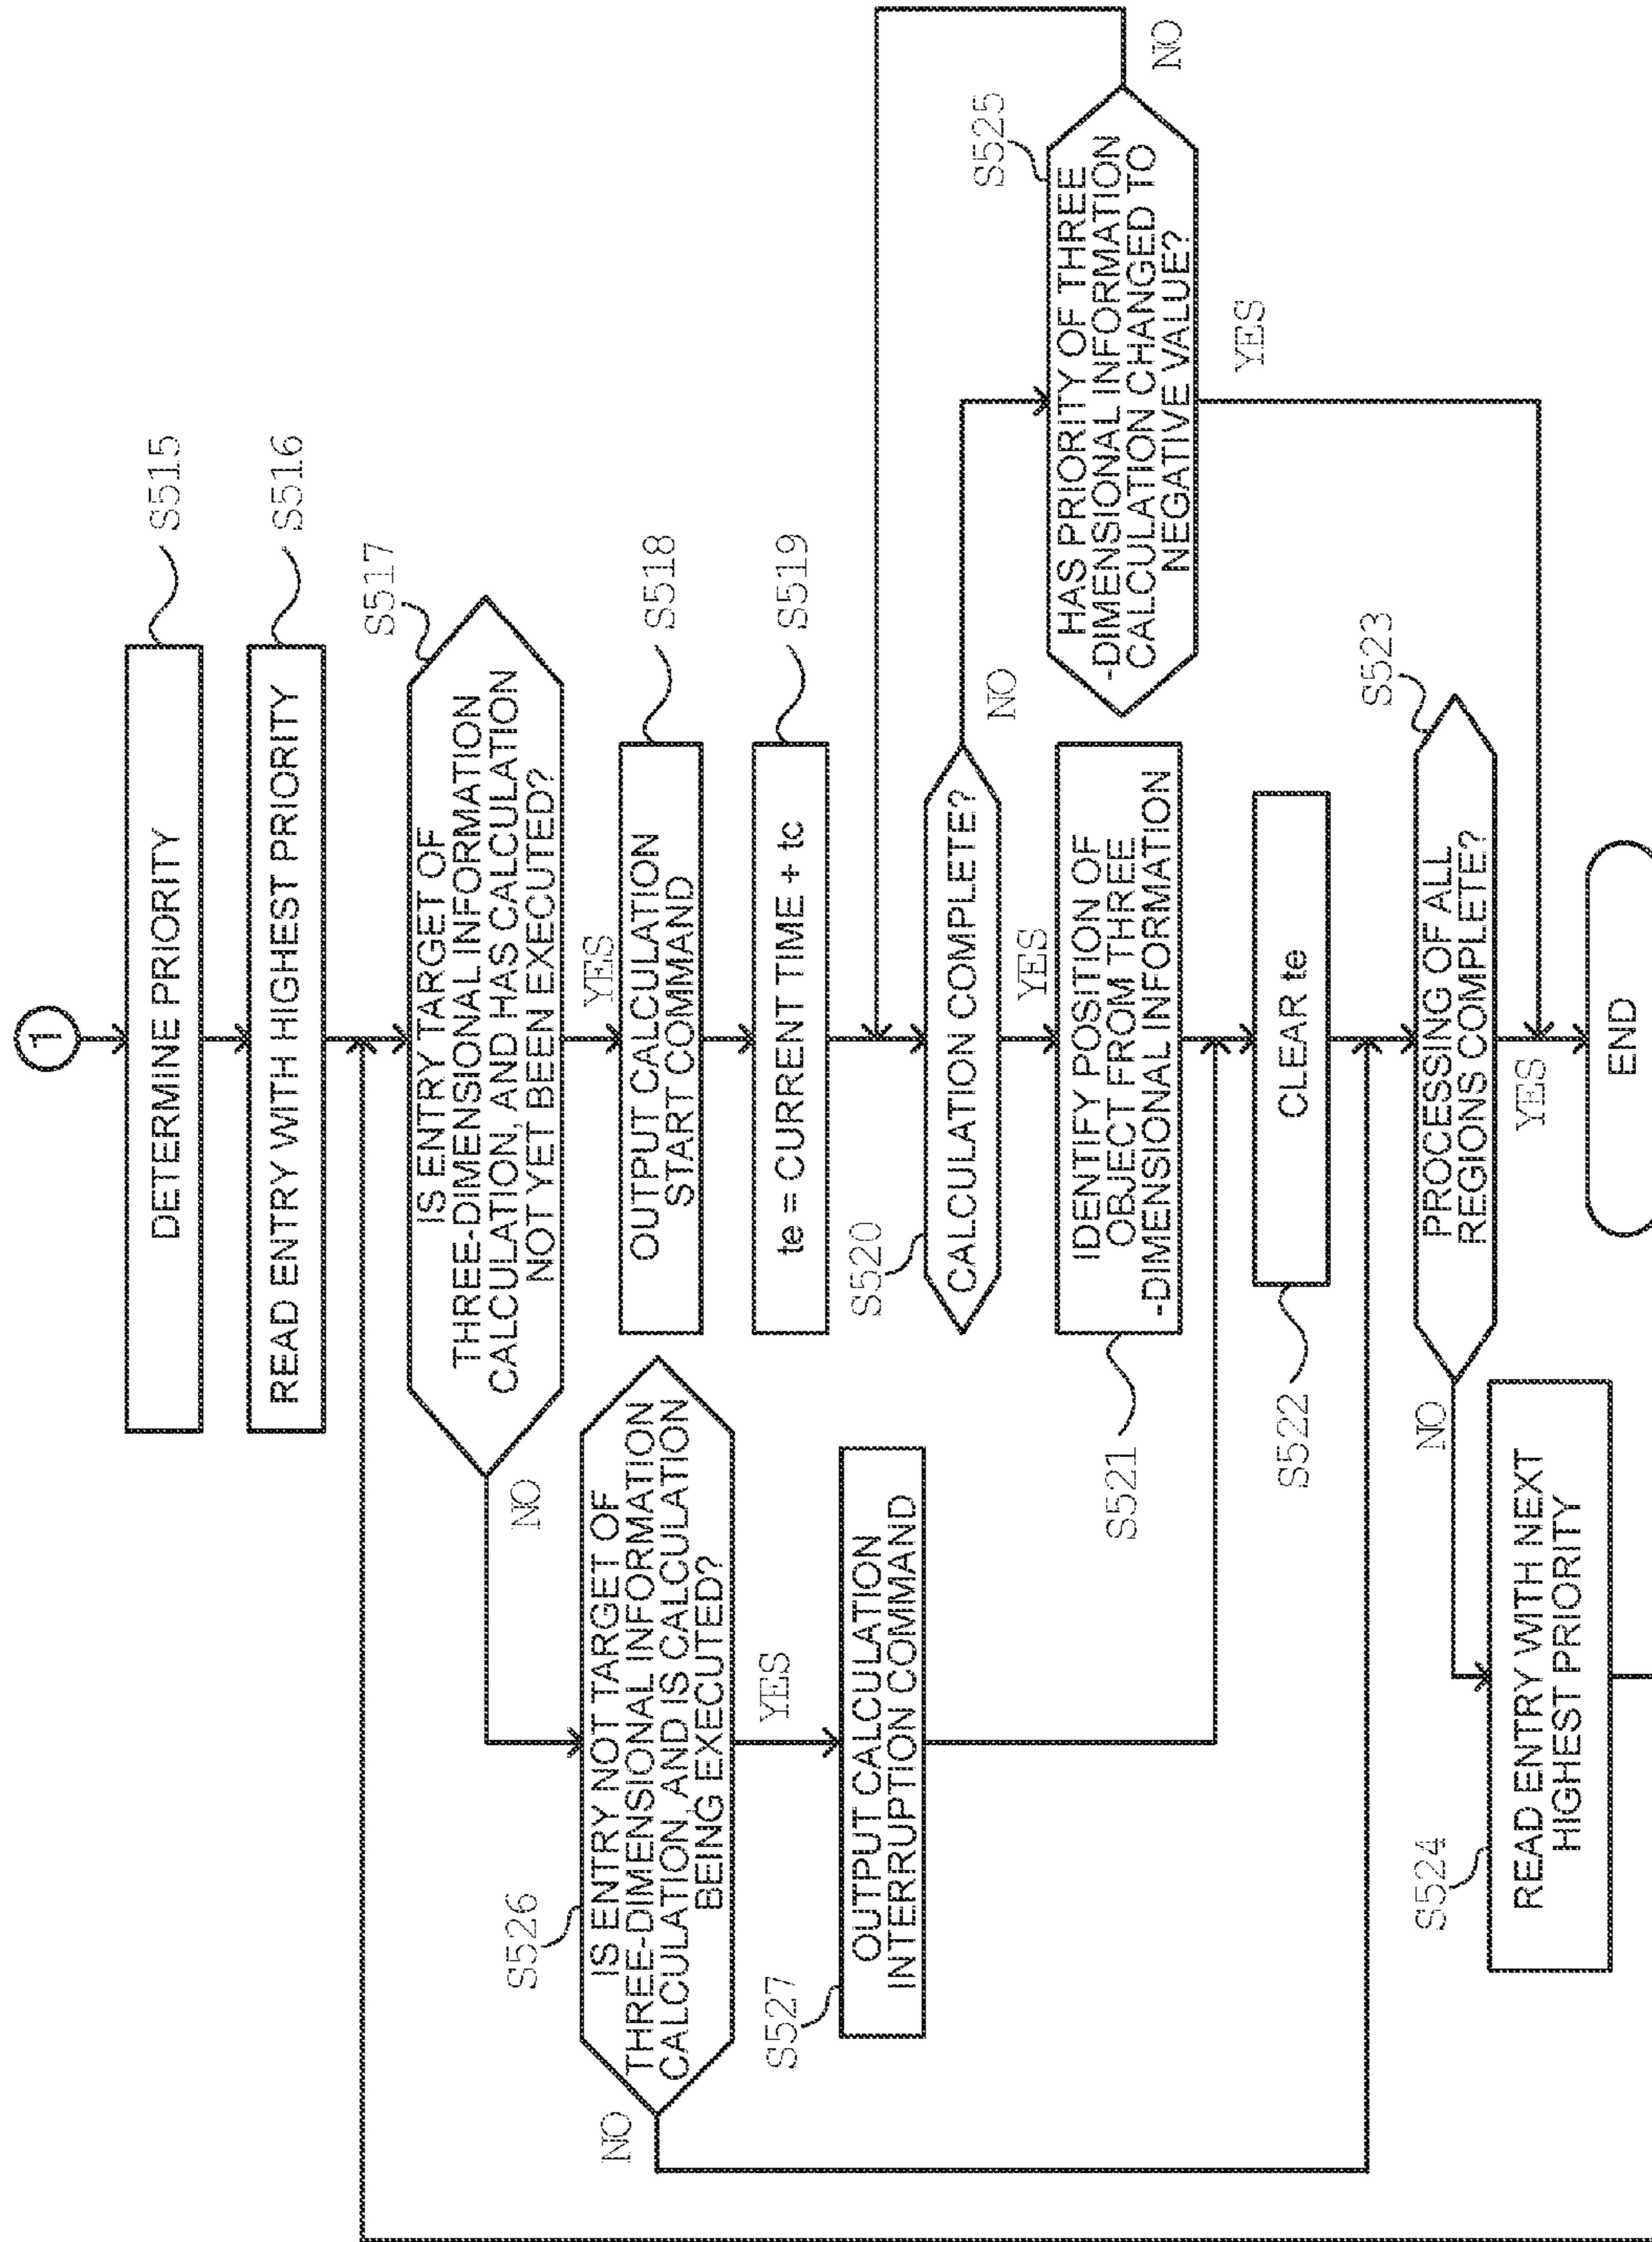 1
DETERMINE PRIORITY
S515
READ ENTRY WITH HIGHEST PRIORITY
S516
IS ENTRY TARGET OF
THREE-DIMENSIONAL INFORMATION
CALCULATION, AND HAS CALCULATION
NOT YET BEEN EXECUTED?
S517
NO
YES
OUTPUT CALCULATION
START COMMAND
S518
te = CURRENT TIME + tc
S519
S526
IS ENTRY NOT TARGET OF
THREE-DIMENSIONAL INFORMATION
CALCULATION, AND IS CALCULATION
BEING EXECUTED?
NO
YES
S527
OUTPUT CALCULATION
INTERRUPTION COMMAND
S520
CALCULATION COMPLETE?
NO
YES
S525
HAS PRIORITY OF THREE
-DIMENSIONAL INFORMATION
CALCULATION CHANGED TO
NEGATIVE VALUE?
NO
YES
S521
IDENTIFY POSITION OF
OBJECT FROM THREE
-DIMENSIONAL INFORMATION
S522
CLEAR te
S523
PROCESSING OF ALL
REGIONS COMPLETE?
NO
YES
S524
READ ENTRY WITH NEXT
HIGHEST PRIORITY
END